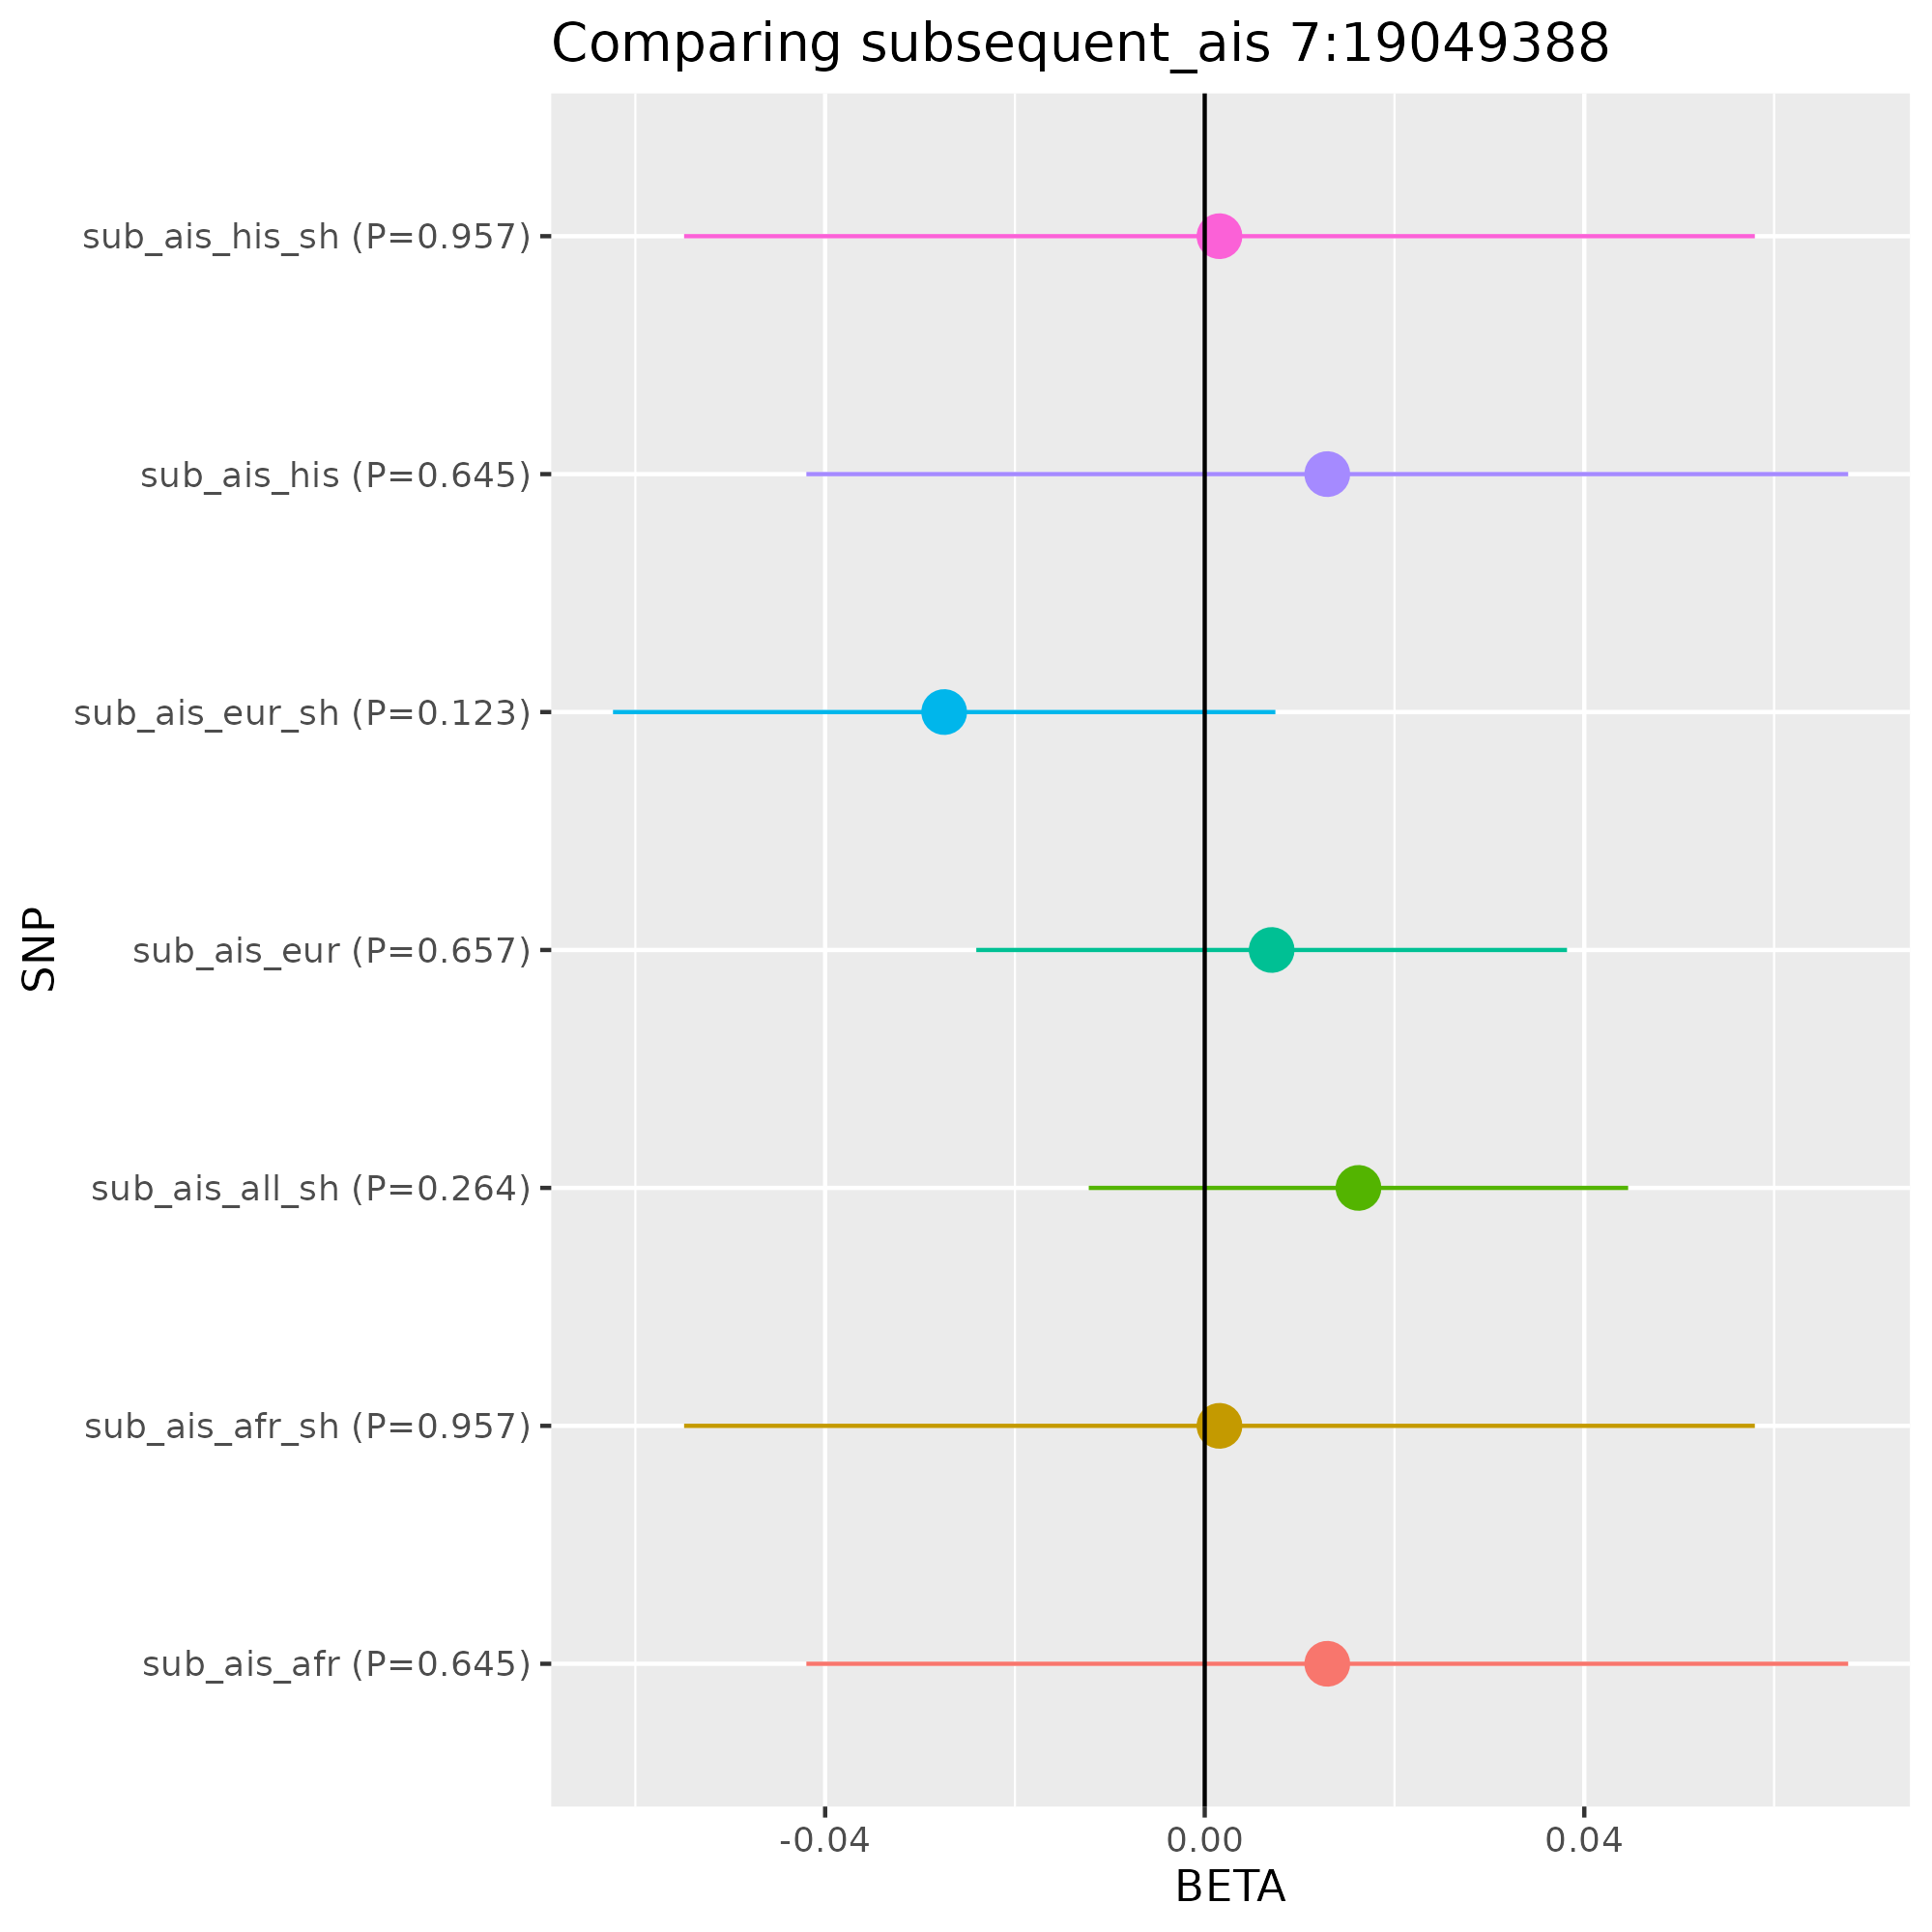 Comparing subsequent_ais 7:19049388
sub_ais_his_sh (P=0.957)
sub_ais_his (P=0.645)
sub_ais_eur_sh (P=0.123)
sub_ais_eur (P=0.657)
sub_ais_all_sh (P=0.264)
sub_ais_afr_sh (P=0.957)
sub_ais_afr (P=0.645)
SNP
-0.04 0.00 0.04
BETA